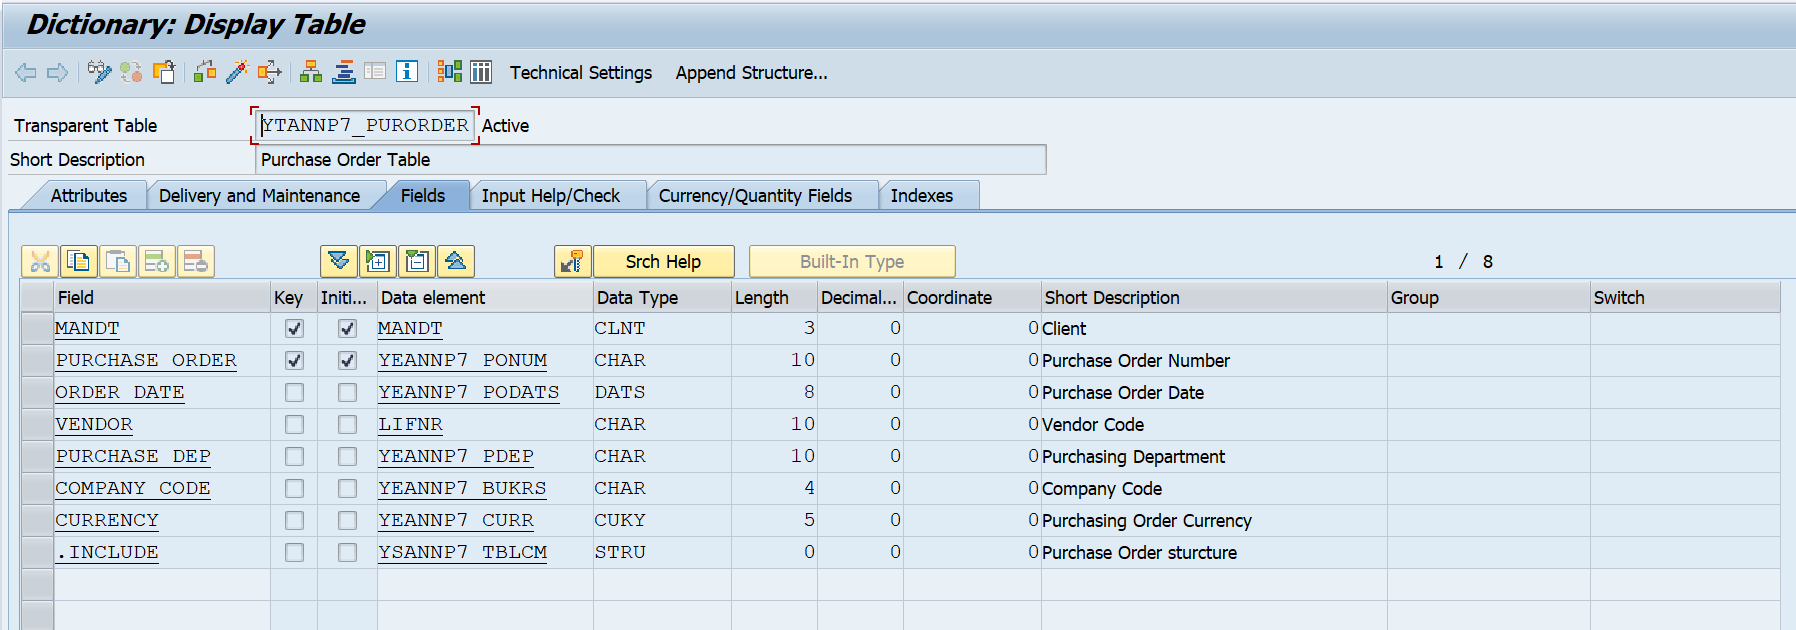 Dictionary: Display Table
Technical Settings Append Structure...
Transparent Table YTANNP7_PURORDER Active
Short Description Purchase Order Table
Attributes Delivery and Maintenance Fields Input Help/Check Currency/Quantity Fields Indexes
Srch Help Built-In Type 1 / 8
Field Key Initi... Data element Data Type Length Decimal... Coordinate Short Description Group Switch
MANDT MANDT CLNT 3 0 0 Client
PURCHASE_ORDER YEANNP7_PONUM CHAR 10 0 0 Purchase Order Number
ORDER_DATE YEANNP7_PODATS DATS 8 0 0 Purchase Order Date
VENDOR LIFNR CHAR 10 0 0 Vendor Code
PURCHASE_DEP YEANNP7_PDEP CHAR 10 0 0 Purchasing Department
COMPANY_CODE YEANNP7_BUKRS CHAR 4 0 0 Company Code
CURRENCY YEANNP7_CURR CUKY 5 0 0 Purchasing Order Currency
.INCLUDE YSANNP7_TBLCM STRU 0 0 0 Purchase Order sturcture